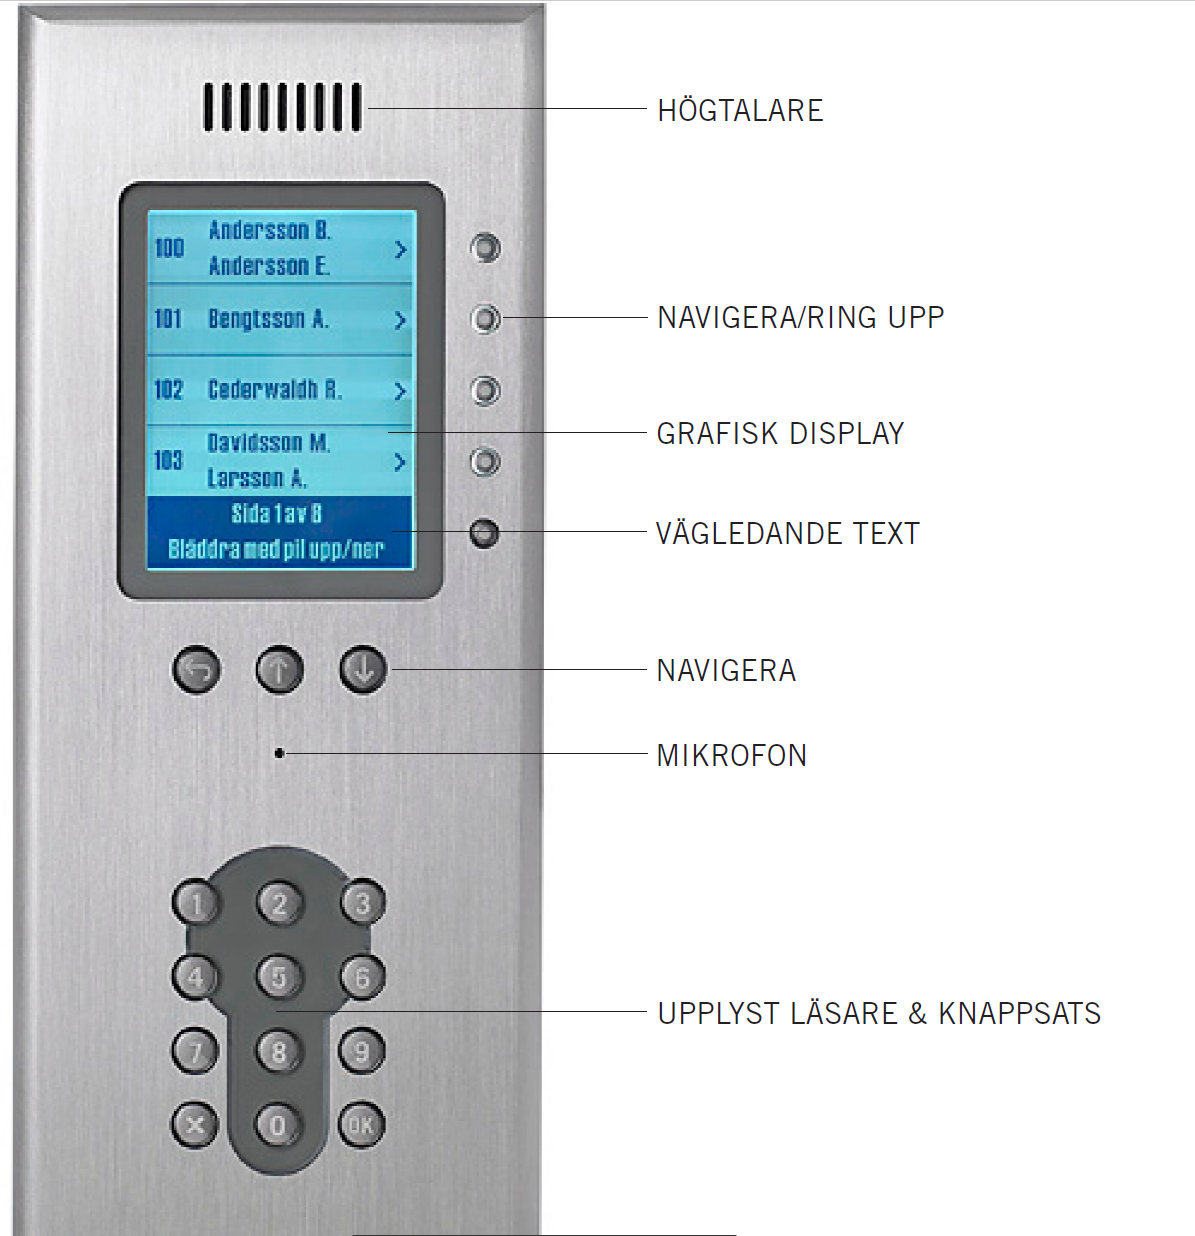 HÖGTALARE
100 Andersson B.
Andersson E. >
101 Bengtsson A. >
NAVIGERA/RING UPP
102 Cederwaldh R. >
GRAFISK DISPLAY
103 Davidsson M.
Larsson A. >
Sida 1 av 8
Bläddra med pil upp/ner
VÄGLEDANDE TEXT
NAVIGERA
MIKROFON
1 2 3
4 5 6
UPPLYST LÄSARE & KNAPPSATS
7 8 9
X 0 OK